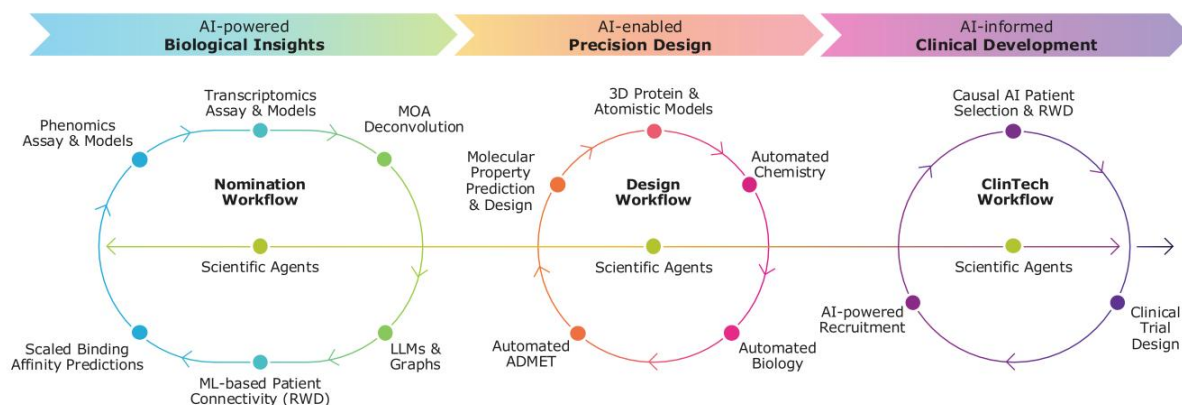 AI-powered
Biological Insights
AI-enabled
Precision Design
AI-informed
Clinical Development
Transcriptomics
Assay & Models
Phenomics
Assay & Models
MOA
Deconvolution
Nomination
Workflow
Scientific Agents
Scaled Binding
Affinity Predictions
LLMs &
Graphs
ML-based Patient
Connectivity (RWD)
3D Protein &
Atomistic Models
Molecular
Property
Prediction
& Design
Automated
Chemistry
Design
Workflow
Scientific Agents
Automated
ADMET
Automated
Biology
Causal AI Patient
Selection & RWD
ClinTech
Workflow
Scientific Agents
AI-powered
Recruitment
Clinical
Trial
Design